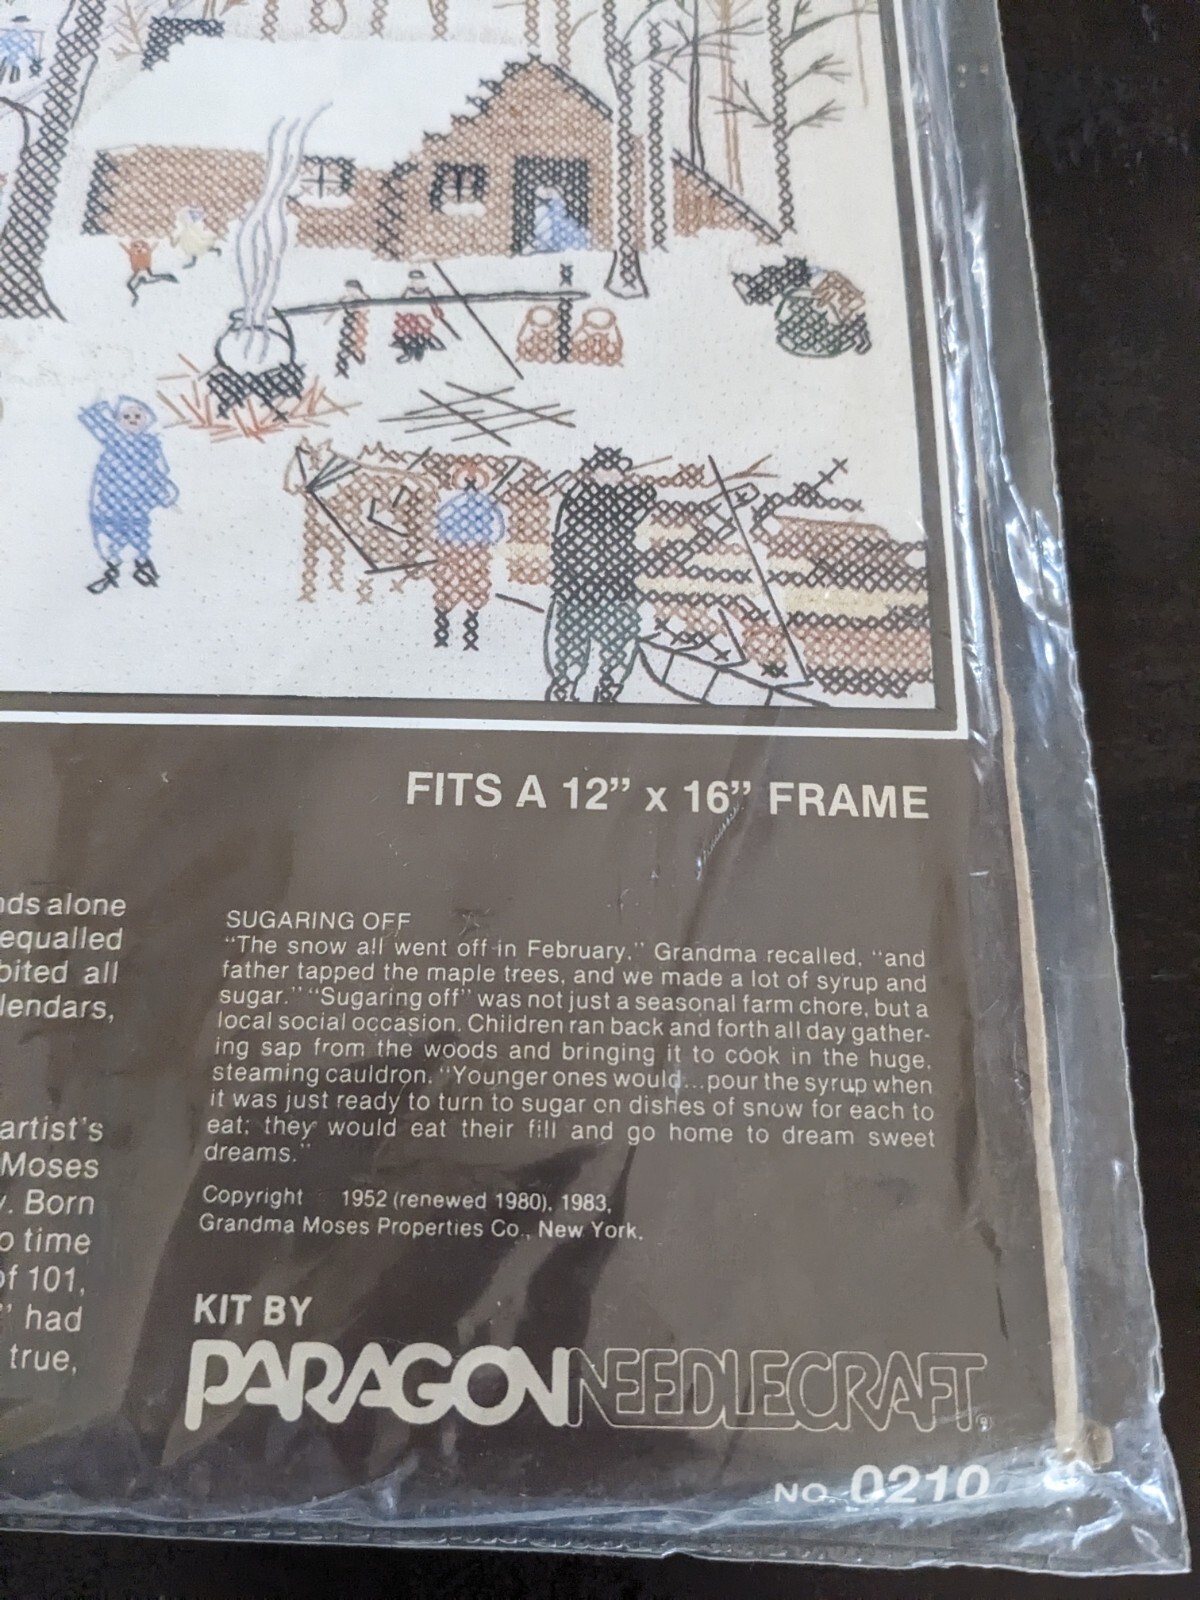 FITS A 12” x 16” FRAME
alone
equalled
all
artist's
Moses
Born
time
of 101,
” had
true,
SUGARING OFF
“The snow all went off in February.” Grandma recalled, “and
father tapped the maple trees, and we made a lot of syrup and
sugar.” “Sugaring off” was not just a seasonal farm chore, but a
local social occasion. Children ran back and forth all day gather-
ing sap from the woods and bringing it to cook in the huge,
steaming cauldron. “Younger ones would...pour the syrup when
it was just ready to turn to sugar on dishes of snow for each to
eat; they would eat their fill and go home to dream sweet
dreams.”
Copyright 1952 (renewed 1980), 1983,
Grandma Moses Properties Co., New York.
KIT BY
PARAGON NEEDLECRAFT®
NO. 0210